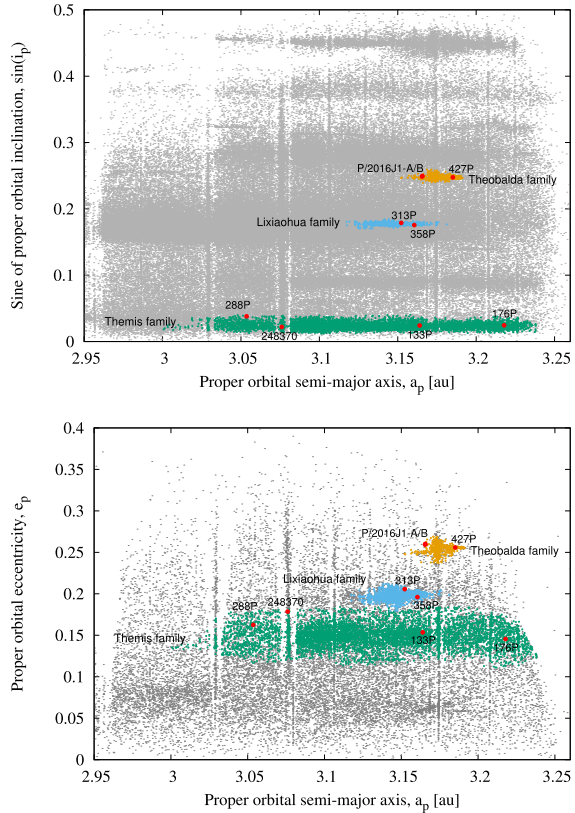 0.5
0.4
0.3
0.2
0.1
0
Sine of proper orbital inclination, sin(i_p)
P/2016J1-A/B
427P
Theobalda family
313P
Lixiaohua family
358P
288P
176P
Themis family
248370
133P
2.95
3
3.05
3.1
3.15
3.2
3.25
Proper orbital semi-major axis, a_p [au]
0.4
0.35
0.3
0.25
0.2
0.15
0.1
0.05
0
Proper orbital eccentricity, e_p
P/2016J1-A/B
427P
Theobalda family
Lixiaohua family
313P
288P
248370
358P
Themis family
133P
176P
2.95
3
3.05
3.1
3.15
3.2
3.25
Proper orbital semi-major axis, a_p [au]